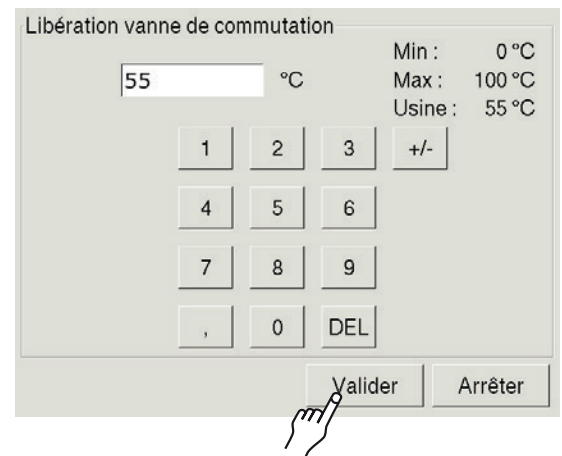 Libération vanne de commutation
Min : 0 °C
55 °C Max : 100 °C
Usine : 55 °C
1 2 3 +/-
4 5 6
7 8 9
, 0 DEL
Valider Arrêter